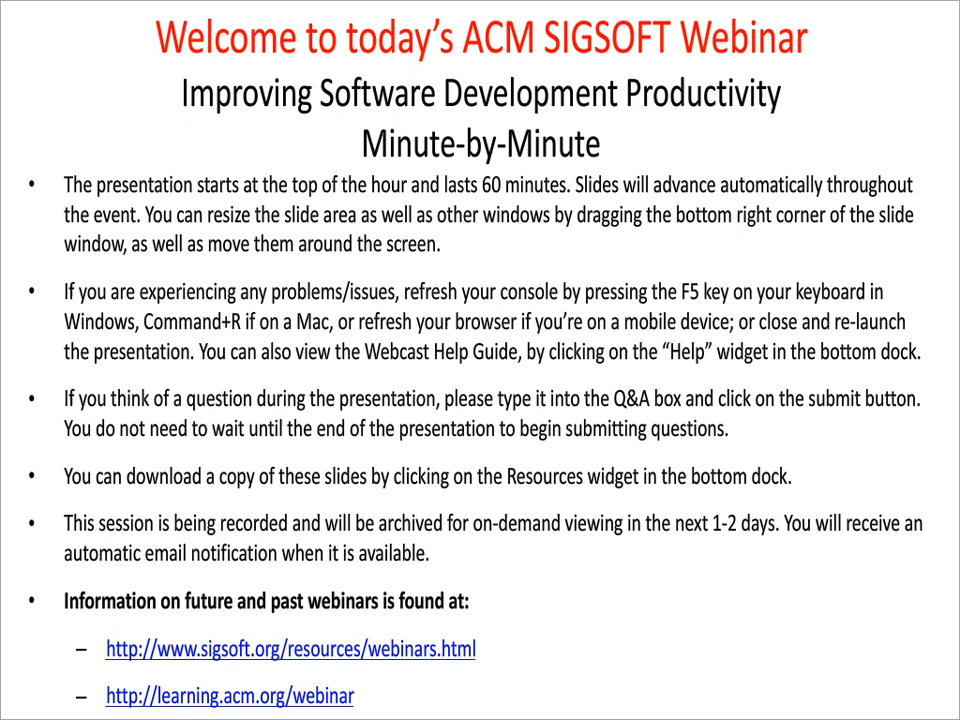 Welcome to today’s ACM SIGSOFT Webinar
Improving Software Development Productivity
Minute-by-Minute
• The presentation starts at the top of the hour and lasts 60 minutes. Slides will advance automatically throughout
the event. You can resize the slide area as well as other windows by dragging the bottom right corner of the slide
window, as well as move them around the screen.
• If you are experiencing any problems/issues, refresh your console by pressing the F5 key on your keyboard in
Windows, Command+R if on a Mac, or refresh your browser if you’re on a mobile device; or close and re-launch
the presentation. You can also view the Webcast Help Guide, by clicking on the “Help” widget in the bottom dock.
• If you think of a question during the presentation, please type it into the Q&A box and click on the submit button.
You do not need to wait until the end of the presentation to begin submitting questions.
• You can download a copy of these slides by clicking on the Resources widget in the bottom dock.
• This session is being recorded and will be archived for on-demand viewing in the next 1-2 days. You will receive an
automatic email notification when it is available.
• Information on future and past webinars is found at:
– http://www.sigsoft.org/resources/webinars.html
– http://learning.acm.org/webinar